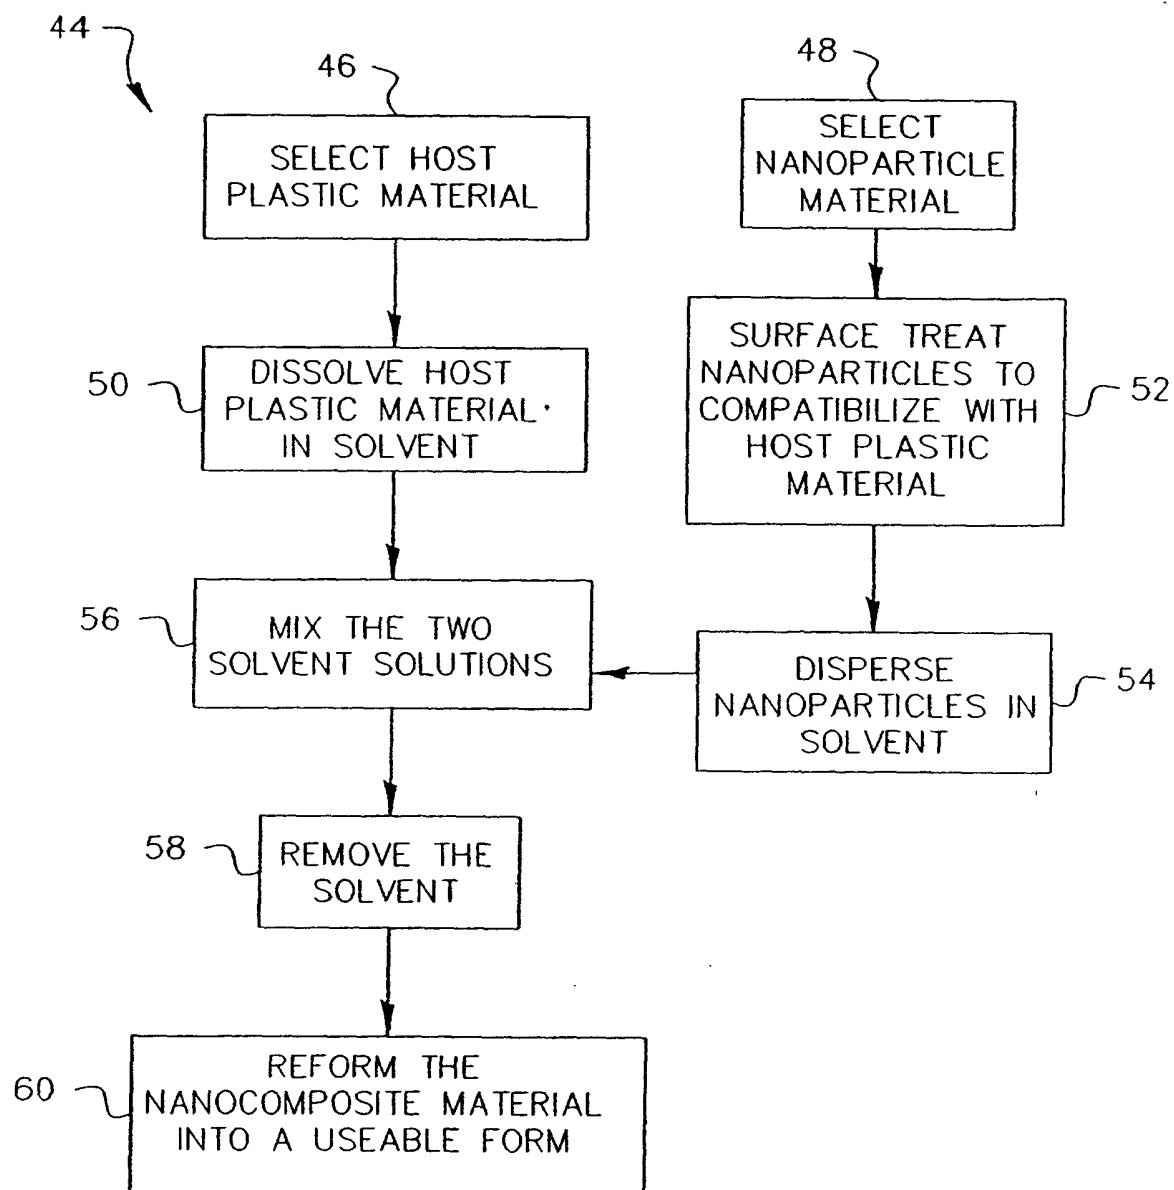 44
46
SELECT HOST
PLASTIC MATERIAL
48
SELECT
NANOPARTICLE
MATERIAL
50
DISSOLVE HOST
PLASTIC MATERIAL
IN SOLVENT
SURFACE TREAT
NANOPARTICLES TO
COMPATIBILIZE WITH
HOST PLASTIC
MATERIAL
52
56
MIX THE TWO
SOLVENT SOLUTIONS
DISPERSE
NANOPARTICLES IN
SOLVENT
54
58
REMOVE THE
SOLVENT
60
REFORM THE
NANOCOMPOSITE MATERIAL
INTO A USEABLE FORM